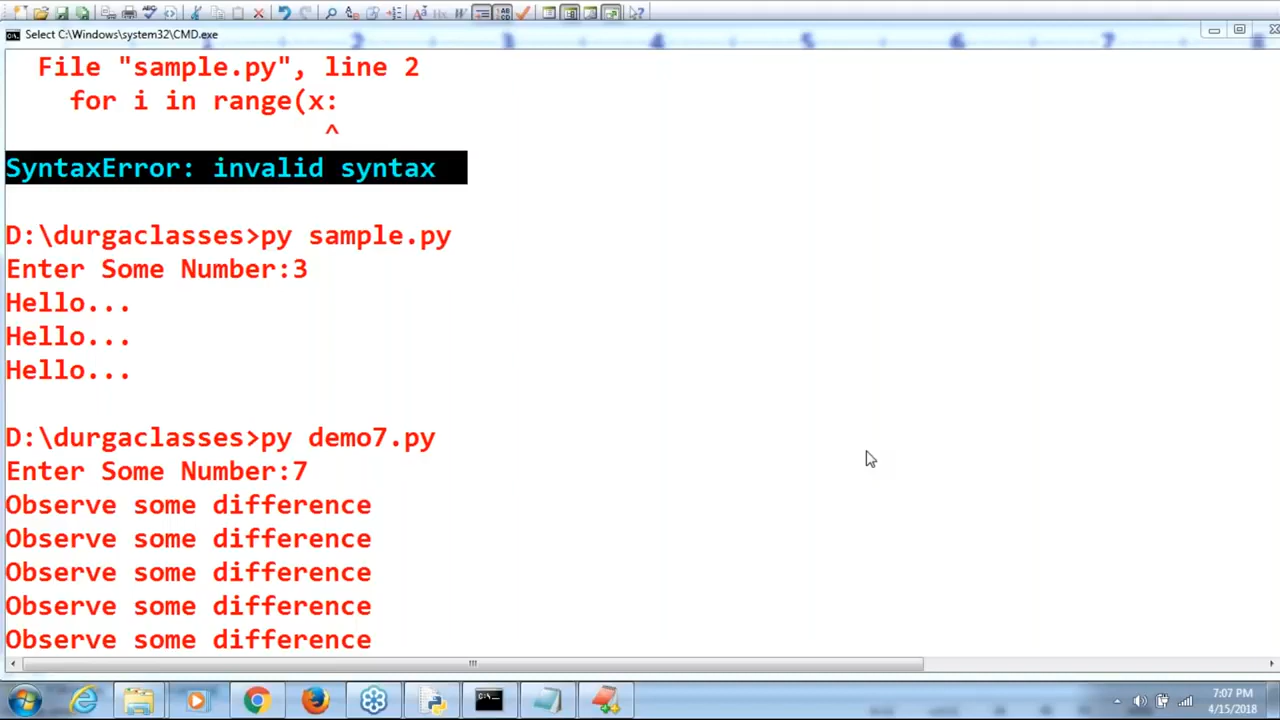 Select C:\Windows\system32\CMD.exe
File "sample.py", line 2
for i in range(x:
^
SyntaxError: invalid syntax
D:\durgaclasses>py sample.py
Enter Some Number:3
Hello...
Hello...
Hello...
D:\durgaclasses>py demo7.py
Enter Some Number:7
Observe some difference
Observe some difference
Observe some difference
Observe some difference
Observe some difference
7:07 PM
4/15/2018